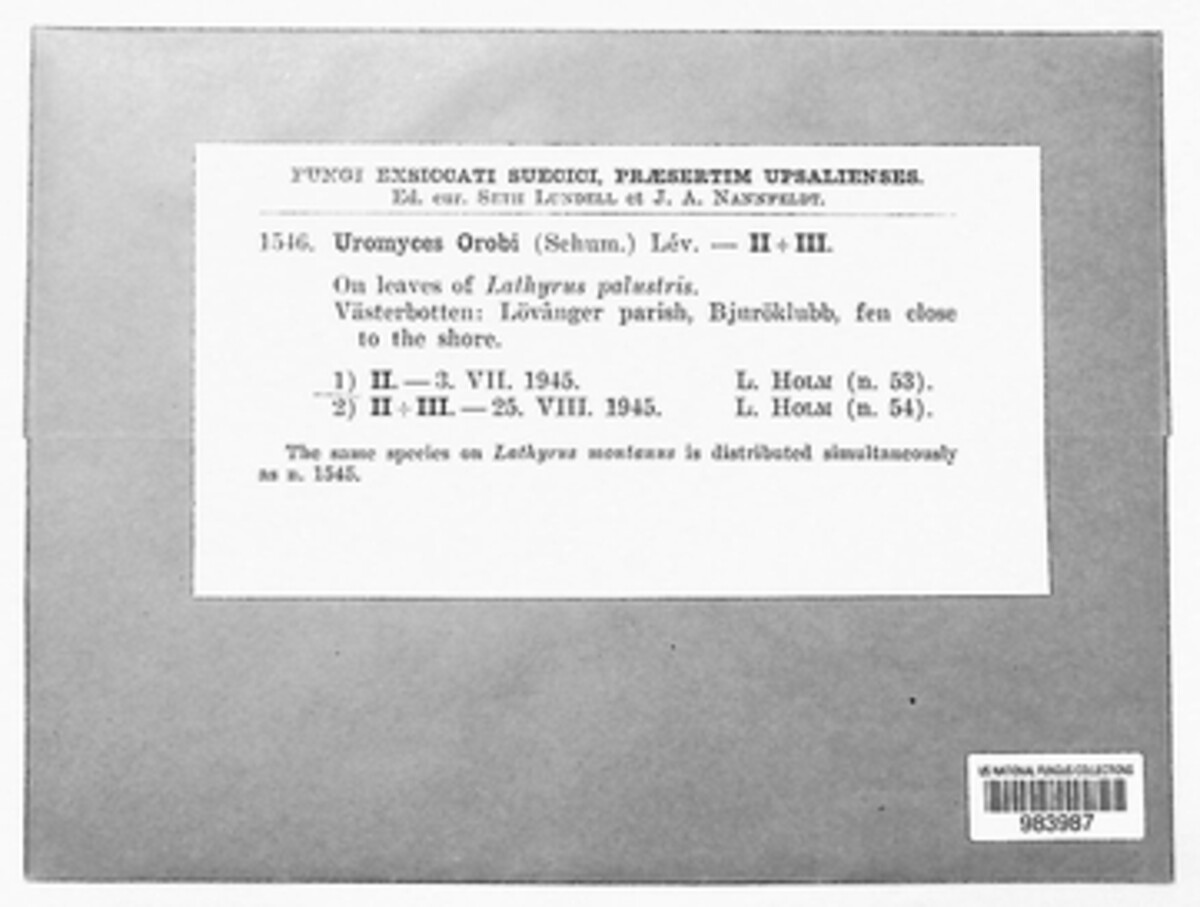 FUNGI EXSICCATI SUECICI, PRÆSERTIM UPSALIENSES.
Ed. cur. SETH LUNDELL et J. A. NANNFELDT.
1546. Uromyces Orobi (Schum.) Lév. — II + III.
On leaves of Lathyrus palustris.
Västerbotten: Lövånger parish, Bjuröklubb, fen close
to the shore.
1) II. — 3. VII. 1945. L. HOLM (n. 53).
2) II + III. — 25. VIII. 1945. L. HOLM (n. 54).
The same species on Lathyrus montanus is distributed simultaneously
as n. 1545.
US NATIONAL FUNGUS COLLECTIONS
983987